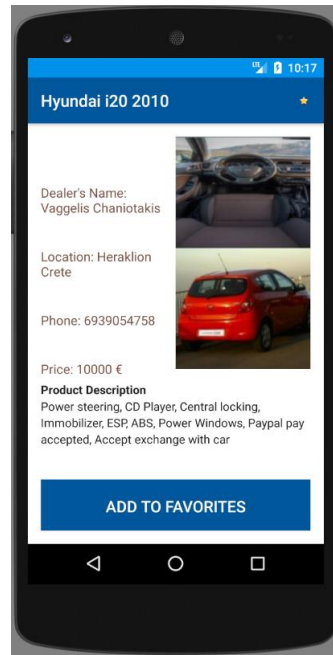 LTE 10:17
Hyundai i20 2010
Dealer's Name:
Vaggelis Chaniotakis
Location: Heraklion
Crete
Phone: 6939054758
Price: 10000 €
Product Description
Power steering, CD Player, Central locking,
Immobilizer, ESP, ABS, Power Windows, Paypal pay
accepted, Accept exchange with car
ADD TO FAVORITES